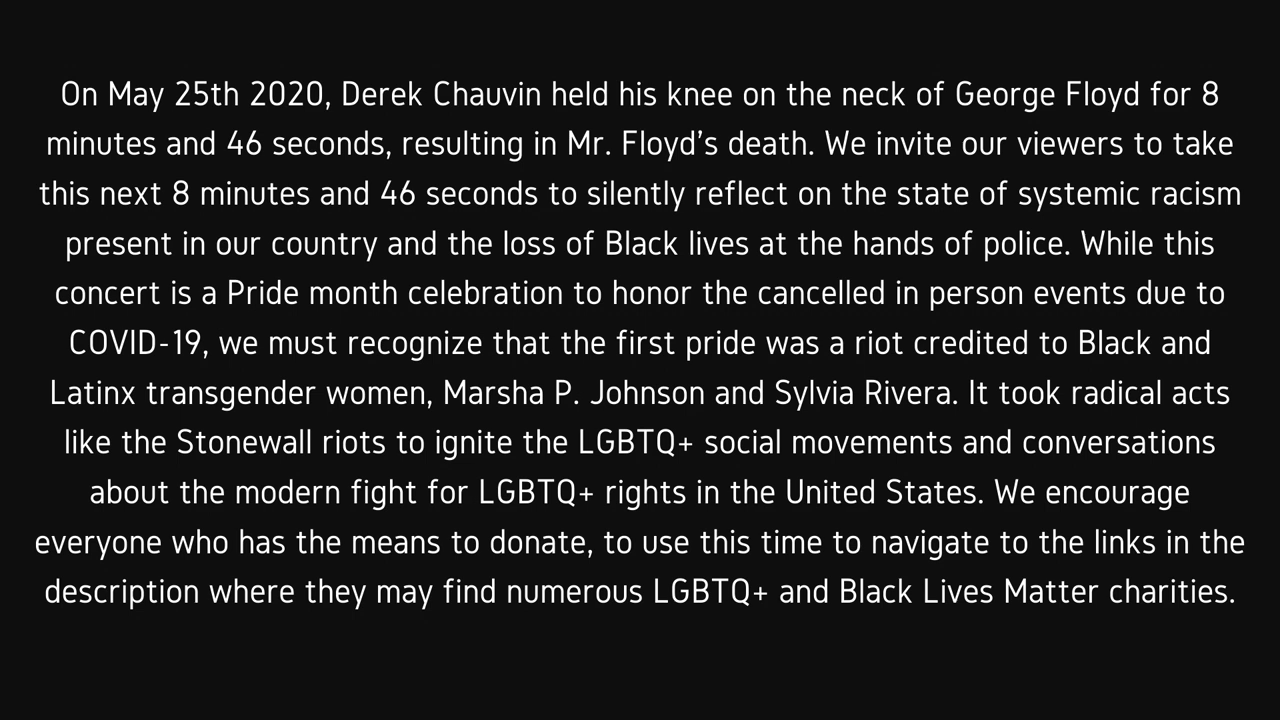 On May 25th 2020, Derek Chauvin held his knee on the neck of George Floyd for 8
minutes and 46 seconds, resulting in Mr. Floyd’s death. We invite our viewers to take
this next 8 minutes and 46 seconds to silently reflect on the state of systemic racism
present in our country and the loss of Black lives at the hands of police. While this
concert is a Pride month celebration to honor the cancelled in person events due to
COVID-19, we must recognize that the first pride was a riot credited to Black and
Latinx transgender women, Marsha P. Johnson and Sylvia Rivera. It took radical acts
like the Stonewall riots to ignite the LGBTQ+ social movements and conversations
about the modern fight for LGBTQ+ rights in the United States. We encourage
everyone who has the means to donate, to use this time to navigate to the links in the
description where they may find numerous LGBTQ+ and Black Lives Matter charities.